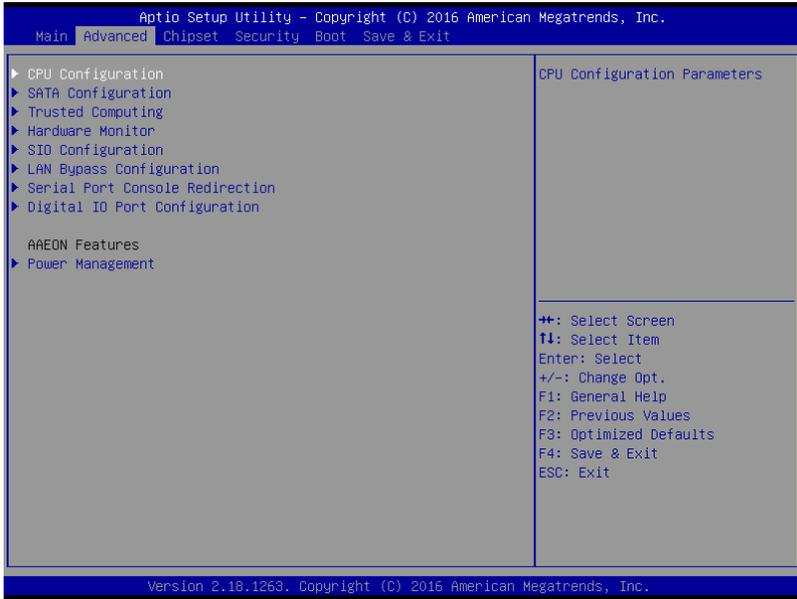 Aptio Setup Utility – Copyright (C) 2016 American Megatrends, Inc.
Main Advanced Chipset Security Boot Save & Exit
CPU Configuration
SATA Configuration
Trusted Computing
Hardware Monitor
SIO Configuration
LAN Bypass Configuration
Serial Port Console Redirection
Digital IO Port Configuration
AAEON Features
Power Management
CPU Configuration Parameters
→←: Select Screen
↑↓: Select Item
Enter: Select
+/-: Change Opt.
F1: General Help
F2: Previous Values
F3: Optimized Defaults
F4: Save & Exit
ESC: Exit
Version 2.18.1263. Copyright (C) 2016 American Megatrends, Inc.